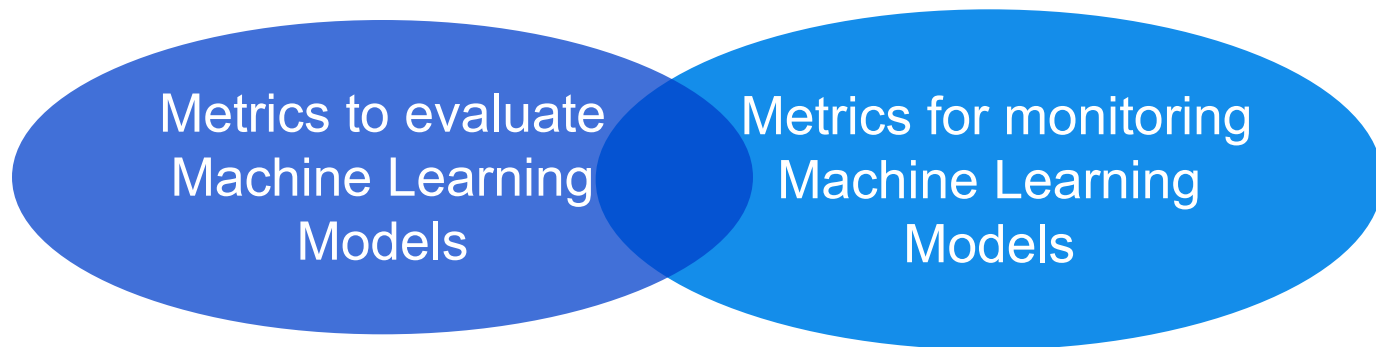 Metrics to evaluate
Machine Learning
Models
Metrics for monitoring
Machine Learning
Models